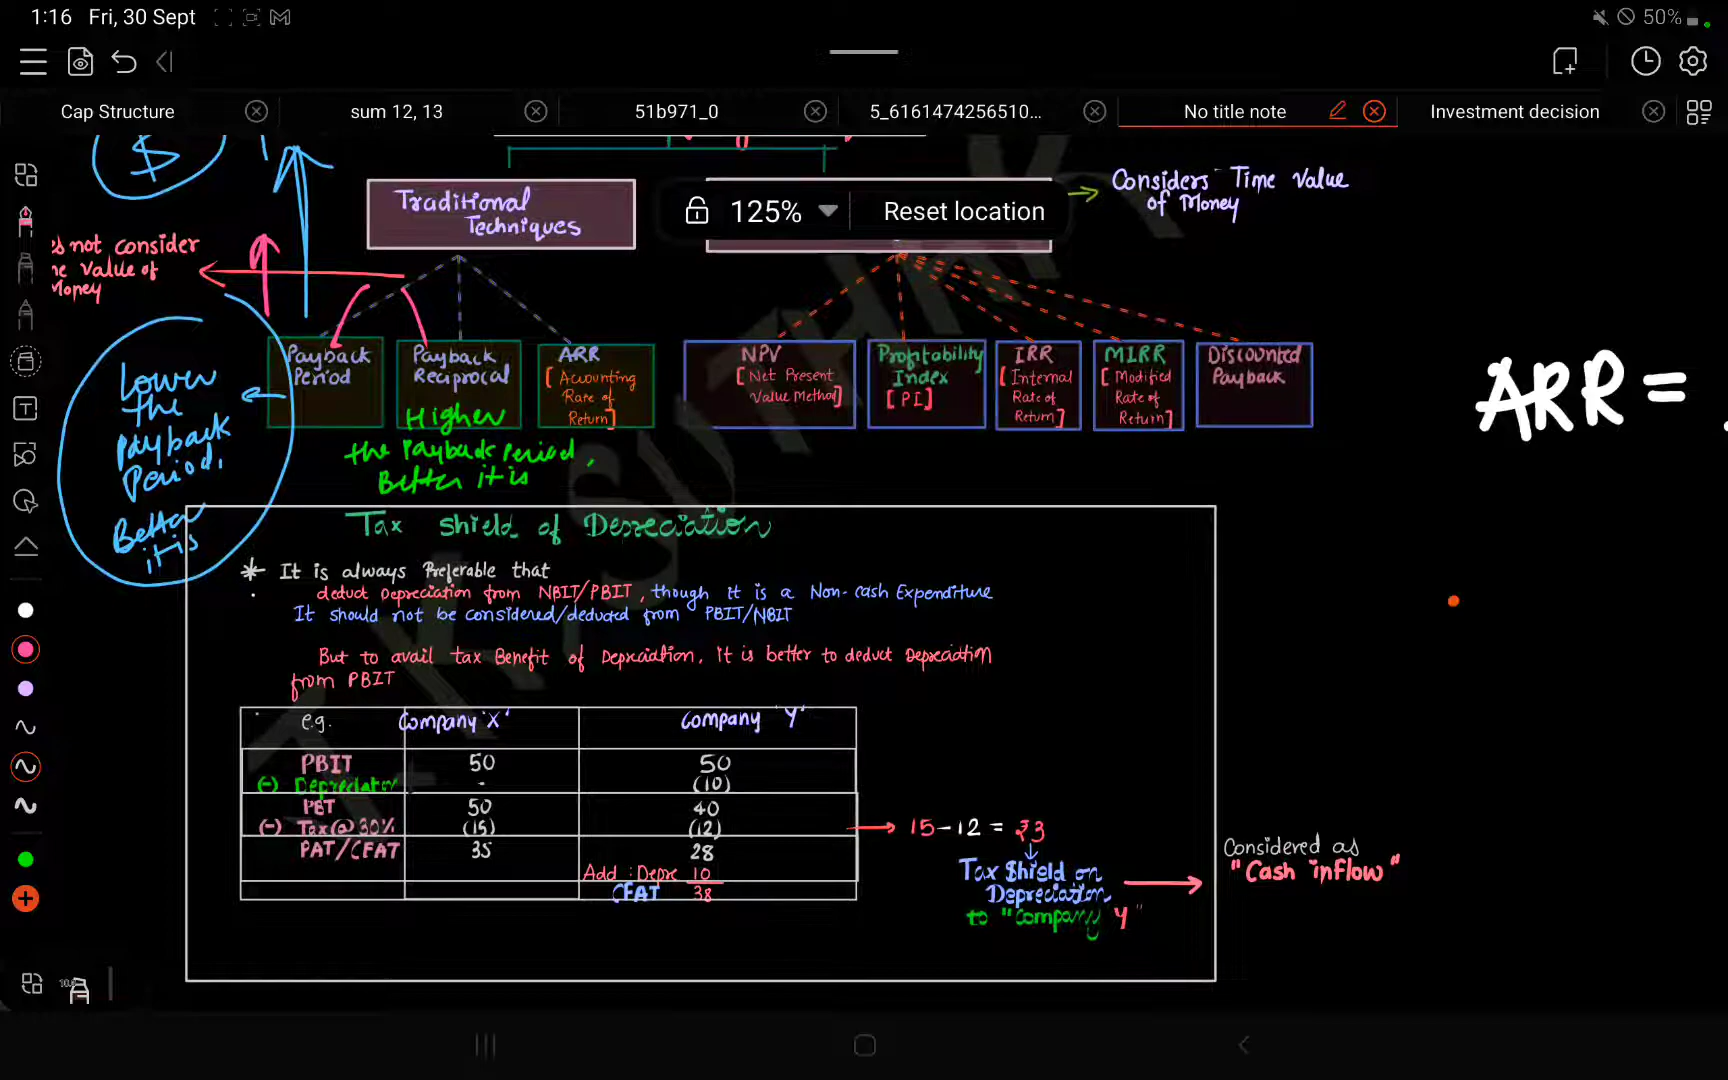 1:16 Fri, 30 Sept
50%
Cap Structure
sum 12, 13
51b971_0
5_6161474256510...
No title note
Investment decision
$
Traditional
Techniques
125%
Reset location
Considers Time Value
of Money
s not consider
Value of
Money
Payback
Period
Payback
Reciprocal
ARR
[ Accounting
Rate of
Return]
NPV
[ Net Present
Value Method]
Profitability
Index
[ PI ]
IRR
[ Internal
Rate of
Return]
MIRR
[ Modified
Rate of
Return]
Discounted
Payback
ARR =
Lower
the
Payback
Period,
Better
it is
Higher
the Payback Period,
Better it is
Tax Shield of Depreciation
* It is always Preferable that
deduct Depreciation from NBIT/PBIT, though it is a Non-cash Expenditure
It should not be considered/deducted from PBIT/NBIT
But to avail tax Benefit of Depreciation, it is better to deduct Depreciation
from PBIT
e.g. Company 'X' Company 'Y'
PBIT 50 50
(-) Depreciation - (10)
PBT 50 40
(-) Tax @ 30% (15) (12)
PAT/CFAT 35 28
Add : Depre 10
CFAT 38
15-12 = ₹3
Tax Shield on
Depreciation
to "Company Y"
Considered as
"Cash inflow"